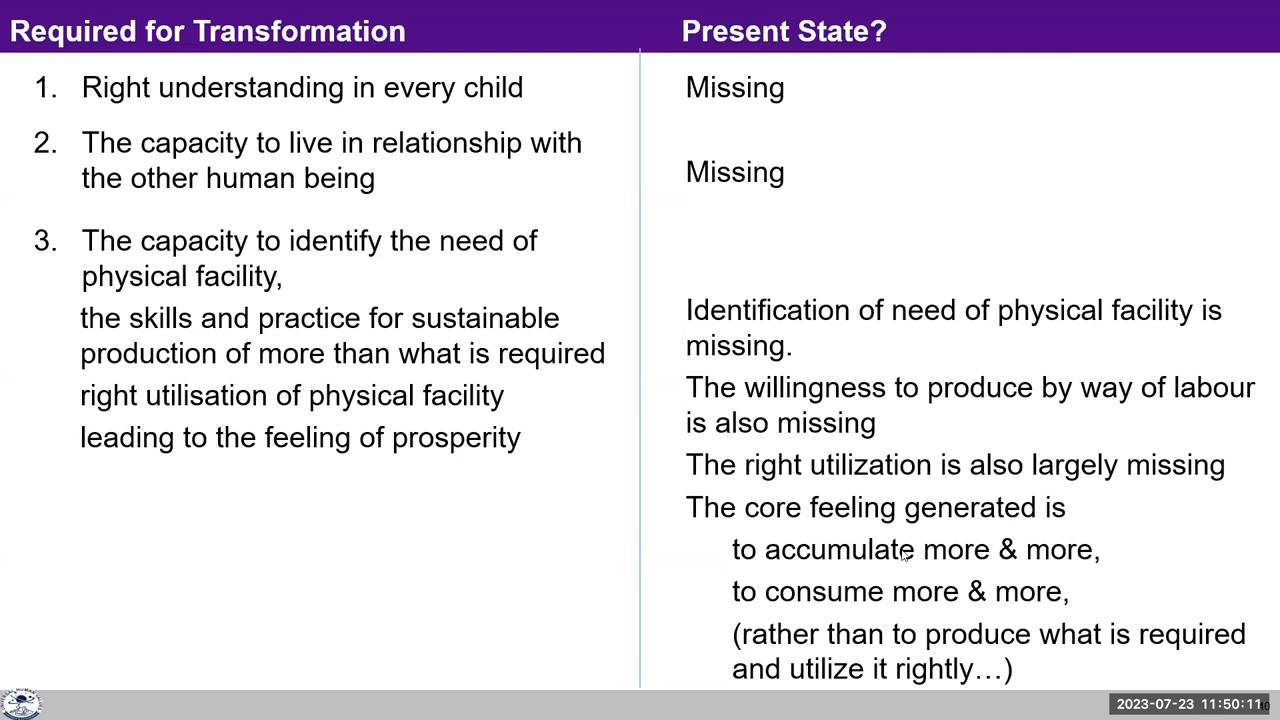 Required for Transformation
Present State?
1. Right understanding in every child
Missing
2. The capacity to live in relationship with
the other human being
Missing
3. The capacity to identify the need of
physical facility,
the skills and practice for sustainable
production of more than what is required
right utilisation of physical facility
leading to the feeling of prosperity
Identification of need of physical facility is
missing.
The willingness to produce by way of labour
is also missing
The right utilization is also largely missing
The core feeling generated is
to accumulate more & more,
to consume more & more,
(rather than to produce what is required
and utilize it rightly…)
2023-07-23 11:50:11